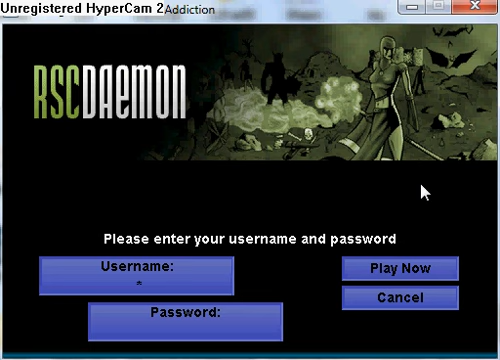 Unregistered HyperCam 2
Addiction
RSCDAEMON
Please enter your username and password
Username:
*
Password:
Play Now
Cancel